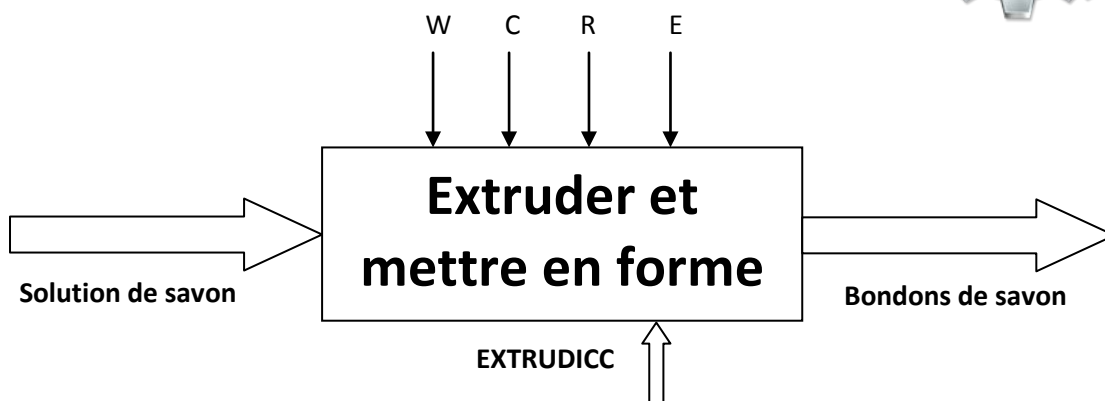 W C R E
Extruder et
mettre en forme
Solution de savon
Bondons de savon
EXTRUDICC